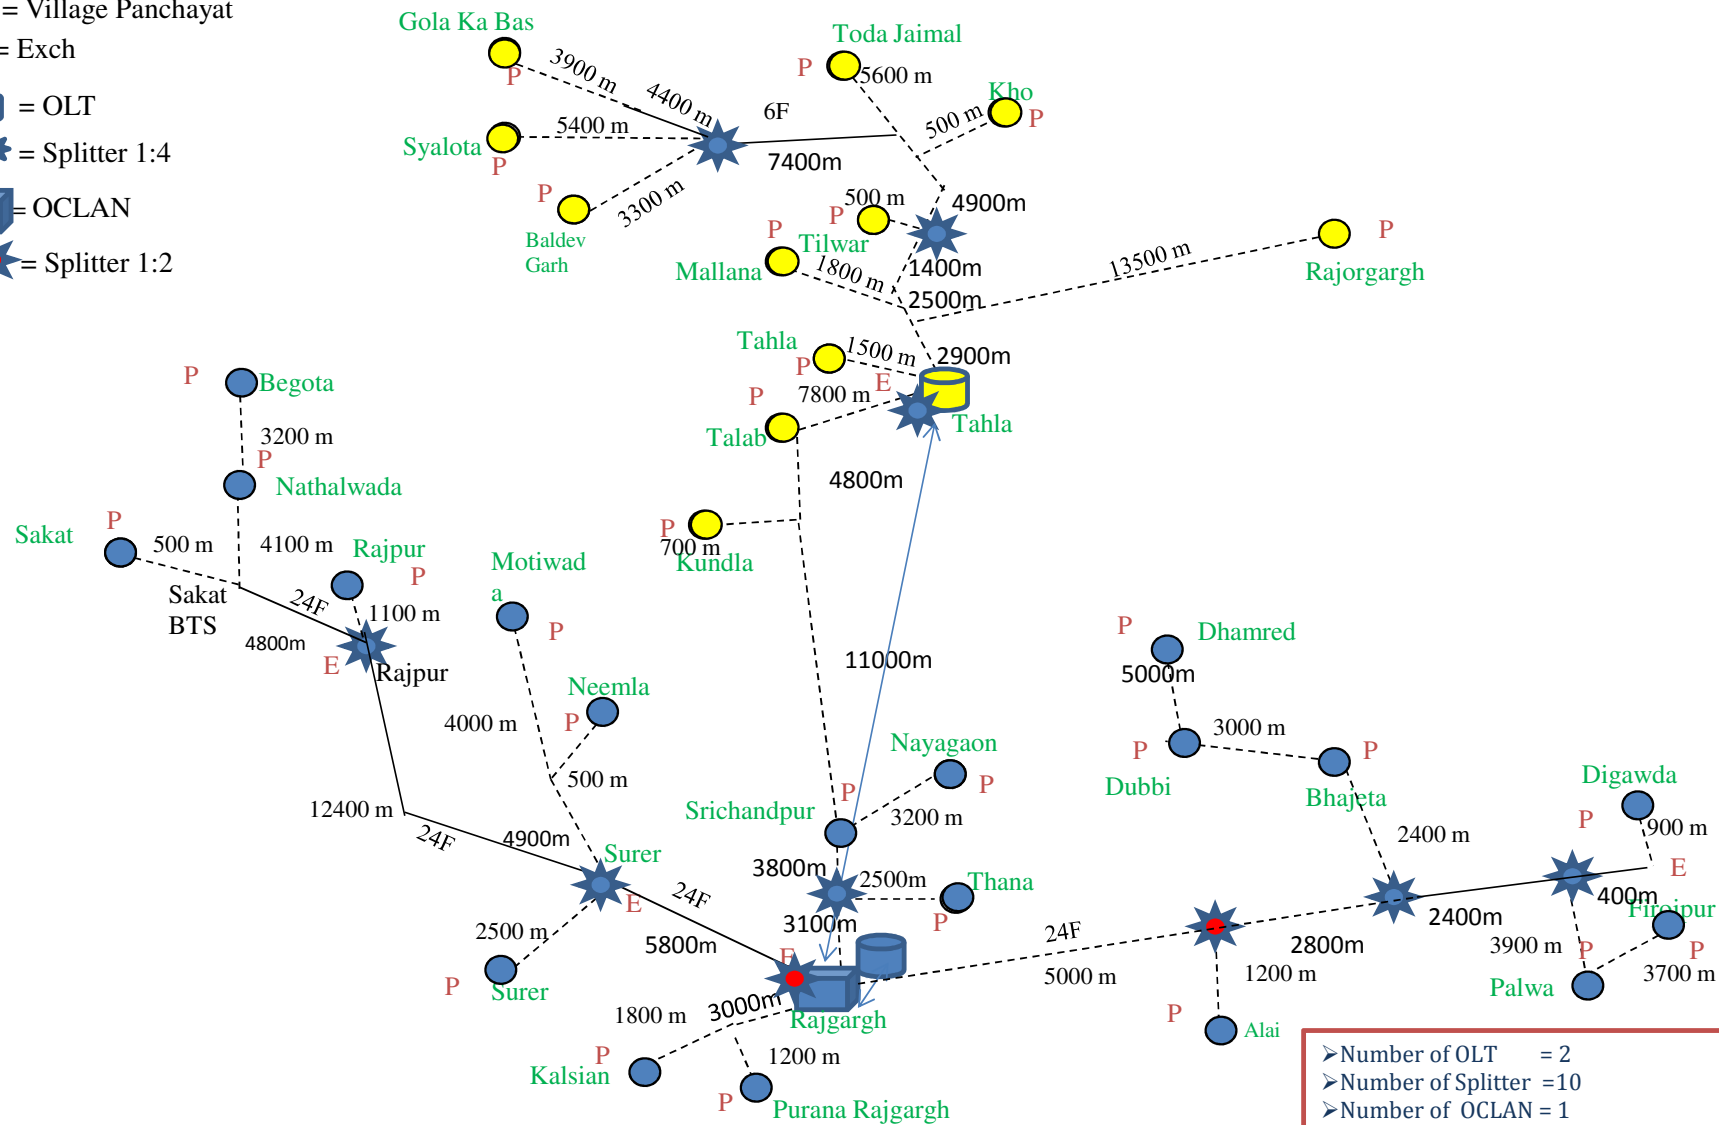 = Village Panchayat
= Exch
= OLT
= Splitter 1:4
= OCLAN
= Splitter 1:2
Gola Ka Bas
P
3900 m
4400 m
Syalota
P
5400 m
P
3300 m
Baldev
Garh
6F
7400m
Toda Jaimal
P
5600 m
Kho
P
500 m
4900m
500 m
P
Tilwar
P
Mallana
1800 m
1400m
2500m
13500 m
P
Rajorgargh
Tahla
P
1500 m
2900m
E
7800 m
P
Talab
Tahla
4800m
P
700 m
Kundla
11000m
P
Begota
3200 m
P
Nathalwada
Sakat
P
500 m
4100 m
Rajpur
P
Sakat
BTS
24F
1100 m
4800m
E
Rajpur
Motiwad
a
P
Neemla
P
4000 m
500 m
12400 m
24F
4900m
Surer
E
24F
2500 m
P
Surer
5800m
Srichandpur
P
Nayagaon
P
3200 m
3800m
2500m
Thana
P
3100m
E
Rajgargh
3000m
1800 m
P
Kalsian
1200 m
P
Purana Rajgargh
24F
5000 m
P
Dhamred
5000m
3000 m
P
Dubbi
P
Bhajeta
2400 m
2800m
1200 m
P
Alai
2400m
Digawda
P
900 m
E
400m
Firojpur
3900 m
P
P
3700 m
Palwa
➢Number of OLT = 2
➢Number of Splitter =10
➢Number of OCLAN = 1